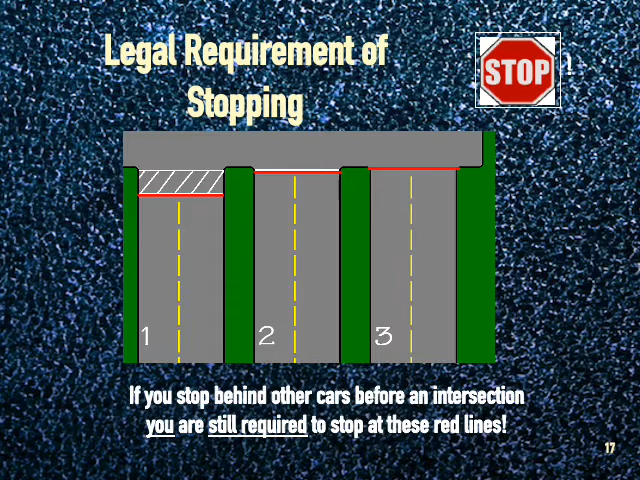 Legal Requirement of
Stopping
STOP !
1 2 3
If you stop behind other cars before an intersection
you are still required to stop at these red lines!
17